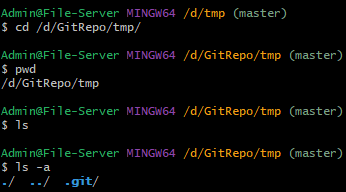 Admin@File-Server MINGW64 /d/tmp (master)
$ cd /d/GitRepo/tmp/
Admin@File-Server MINGW64 /d/GitRepo/tmp (master)
$ pwd
/d/GitRepo/tmp
Admin@File-Server MINGW64 /d/GitRepo/tmp (master)
$ ls
Admin@File-Server MINGW64 /d/GitRepo/tmp (master)
$ ls -a
./ ../ .git/